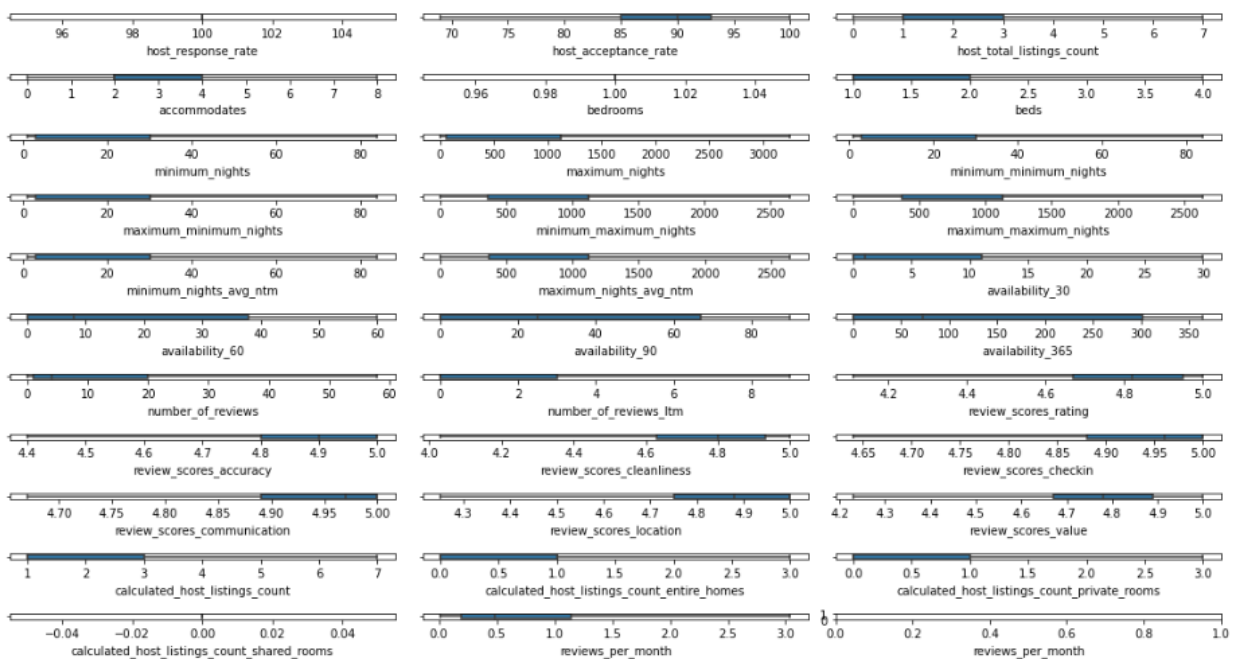 96 98 100 102 104 70 75 80 85 90 95 100 0 1 2 3 4 5 6 7
host_response_rate host_acceptance_rate host_total_listings_count
0 1 2 3 4 5 6 7 8 0.96 0.98 1.00 1.02 1.04 1.0 1.5 2.0 2.5 3.0 3.5 4.0
accommodates bedrooms beds
0 20 40 60 80 0 500 1000 1500 2000 2500 3000 0 20 40 60 80
minimum_nights maximum_nights minimum_minimum_nights
0 20 40 60 80 0 500 1000 1500 2000 2500 0 500 1000 1500 2000 2500
maximum_minimum_nights minimum_maximum_nights maximum_maximum_nights
0 20 40 60 80 0 500 1000 1500 2000 2500 0 5 10 15 20 25 30
minimum_nights_avg_ntm maximum_nights_avg_ntm availability_30
0 10 20 30 40 50 60 0 20 40 60 80 0 50 100 150 200 250 300 350
availability_60 availability_90 availability_365
0 10 20 30 40 50 60 0 2 4 6 8 4.2 4.4 4.6 4.8 5.0
number_of_reviews number_of_reviews_ltm review_scores_rating
4.4 4.5 4.6 4.7 4.8 4.9 5.0 4.0 4.2 4.4 4.6 4.8 5.0 4.65 4.70 4.75 4.80 4.85 4.90 4.95 5.00
review_scores_accuracy review_scores_cleanliness review_scores_checkin
4.70 4.75 4.80 4.85 4.90 4.95 5.00 4.3 4.4 4.5 4.6 4.7 4.8 4.9 5.0 4.2 4.3 4.4 4.5 4.6 4.7 4.8 4.9 5.0
review_scores_communication review_scores_location review_scores_value
1 2 3 4 5 6 7 0.0 0.5 1.0 1.5 2.0 2.5 3.0 0.0 0.5 1.0 1.5 2.0 2.5 3.0
calculated_host_listings_count calculated_host_listings_count_entire_homes calculated_host_listings_count_private_rooms
1
0
−0.04 −0.02 0.00 0.02 0.04 0.0 0.5 1.0 1.5 2.0 2.5 3.0 0.0 0.2 0.4 0.6 0.8 1.0
calculated_host_listings_count_shared_rooms reviews_per_month reviews_per_month